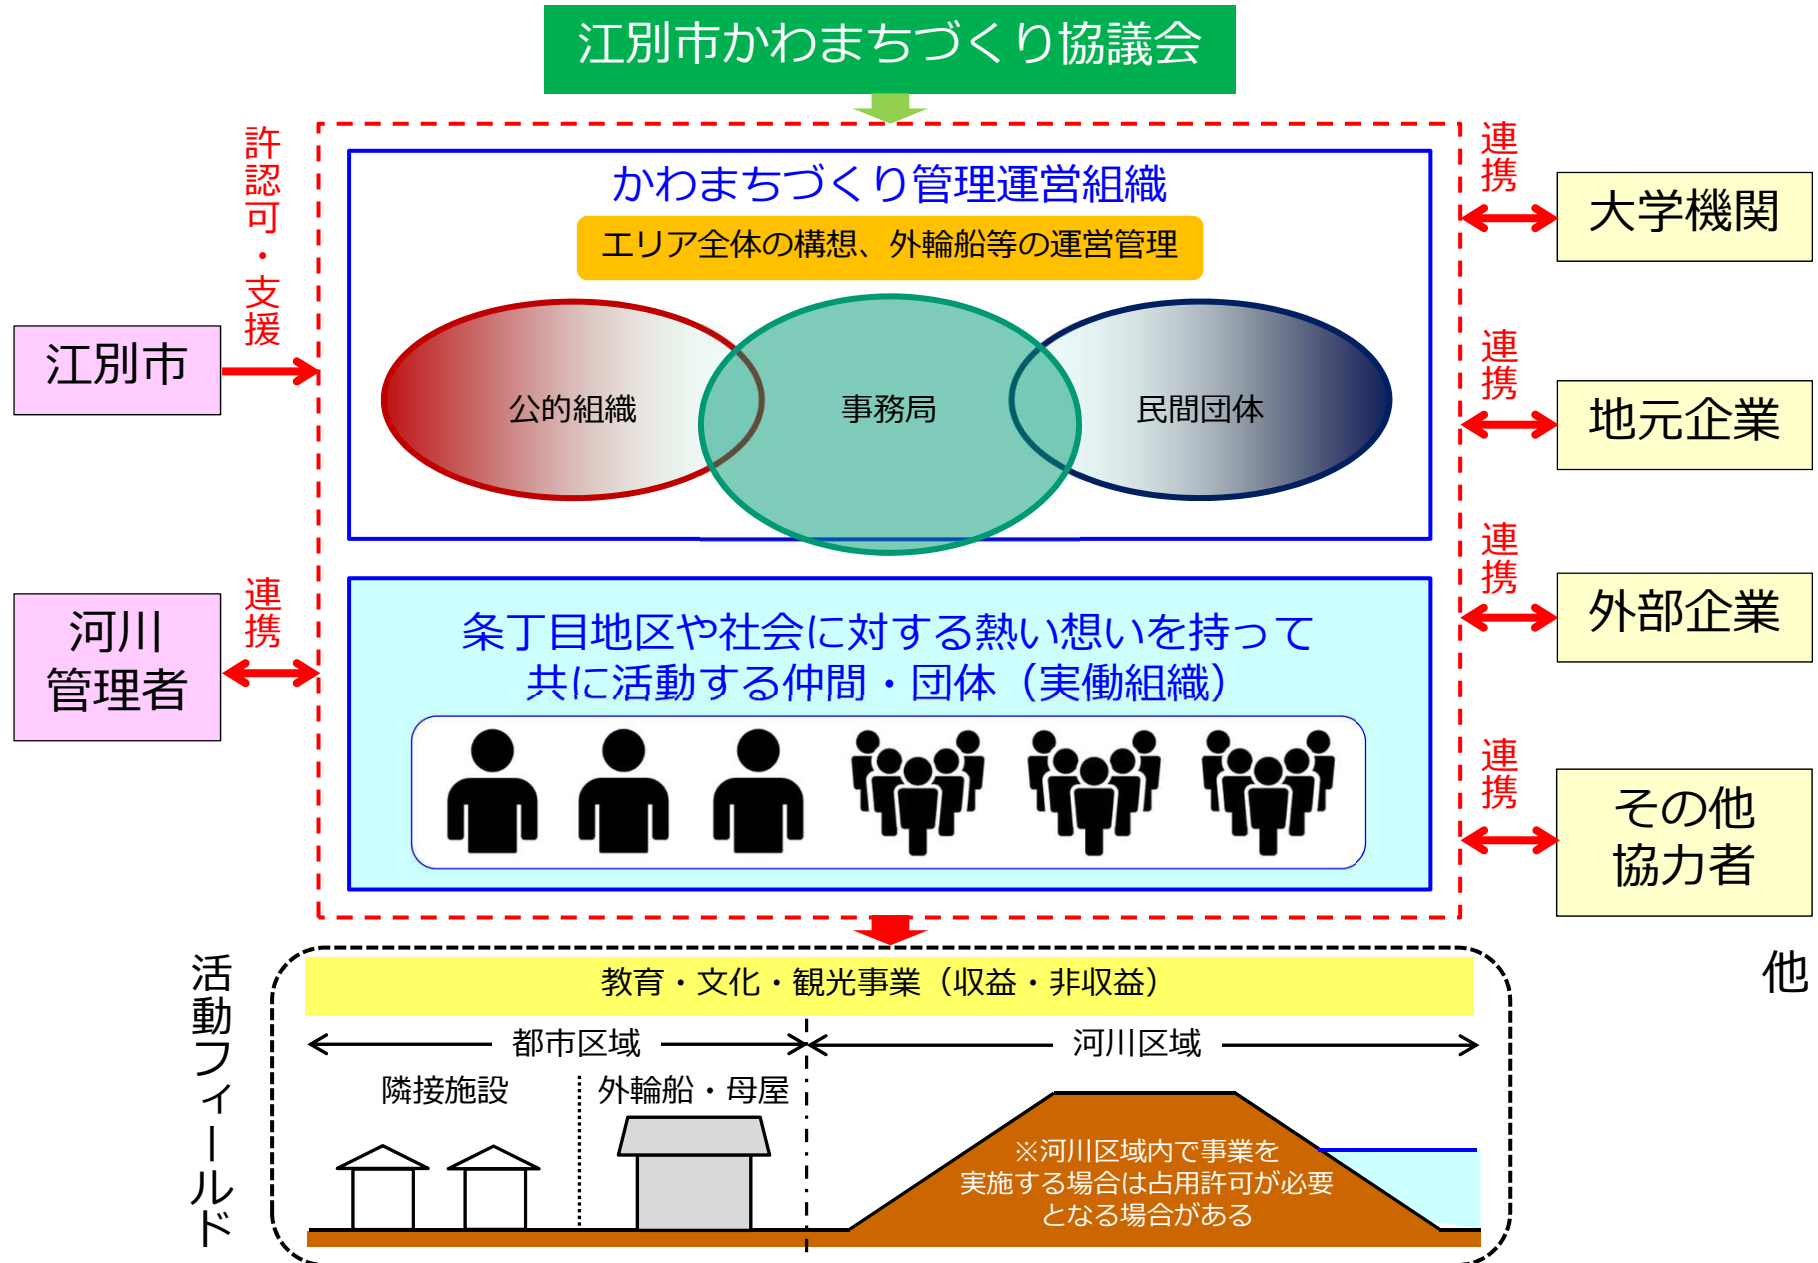 江別市かわまちづくり協議会
許認可・支援
連携
かわまちづくり管理運営組織
エリア全体の構想、外輪船等の運営管理
大学機関
江別市
公的組織
事務局
民間団体
連携
地元企業
連携
外部企業
連携
河川
管理者
条丁目地区や社会に対する熱い想いを持って
共に活動する仲間・団体（実働組織）
連携
その他
協力者
他
活動フィールド
教育・文化・観光事業（収益・非収益）
都市区域
河川区域
隣接施設
外輪船・母屋
※河川区域内で事業を
実施する場合は占用許可が必要
となる場合がある